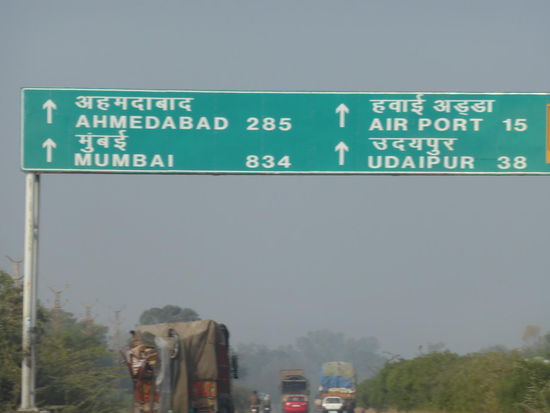 अहमदाबाद
AHMEDABAD 285
मुंबई
MUMBAI 834
हवाई अड्डा
AIR PORT 15
उदयपुर
UDAIPUR 38